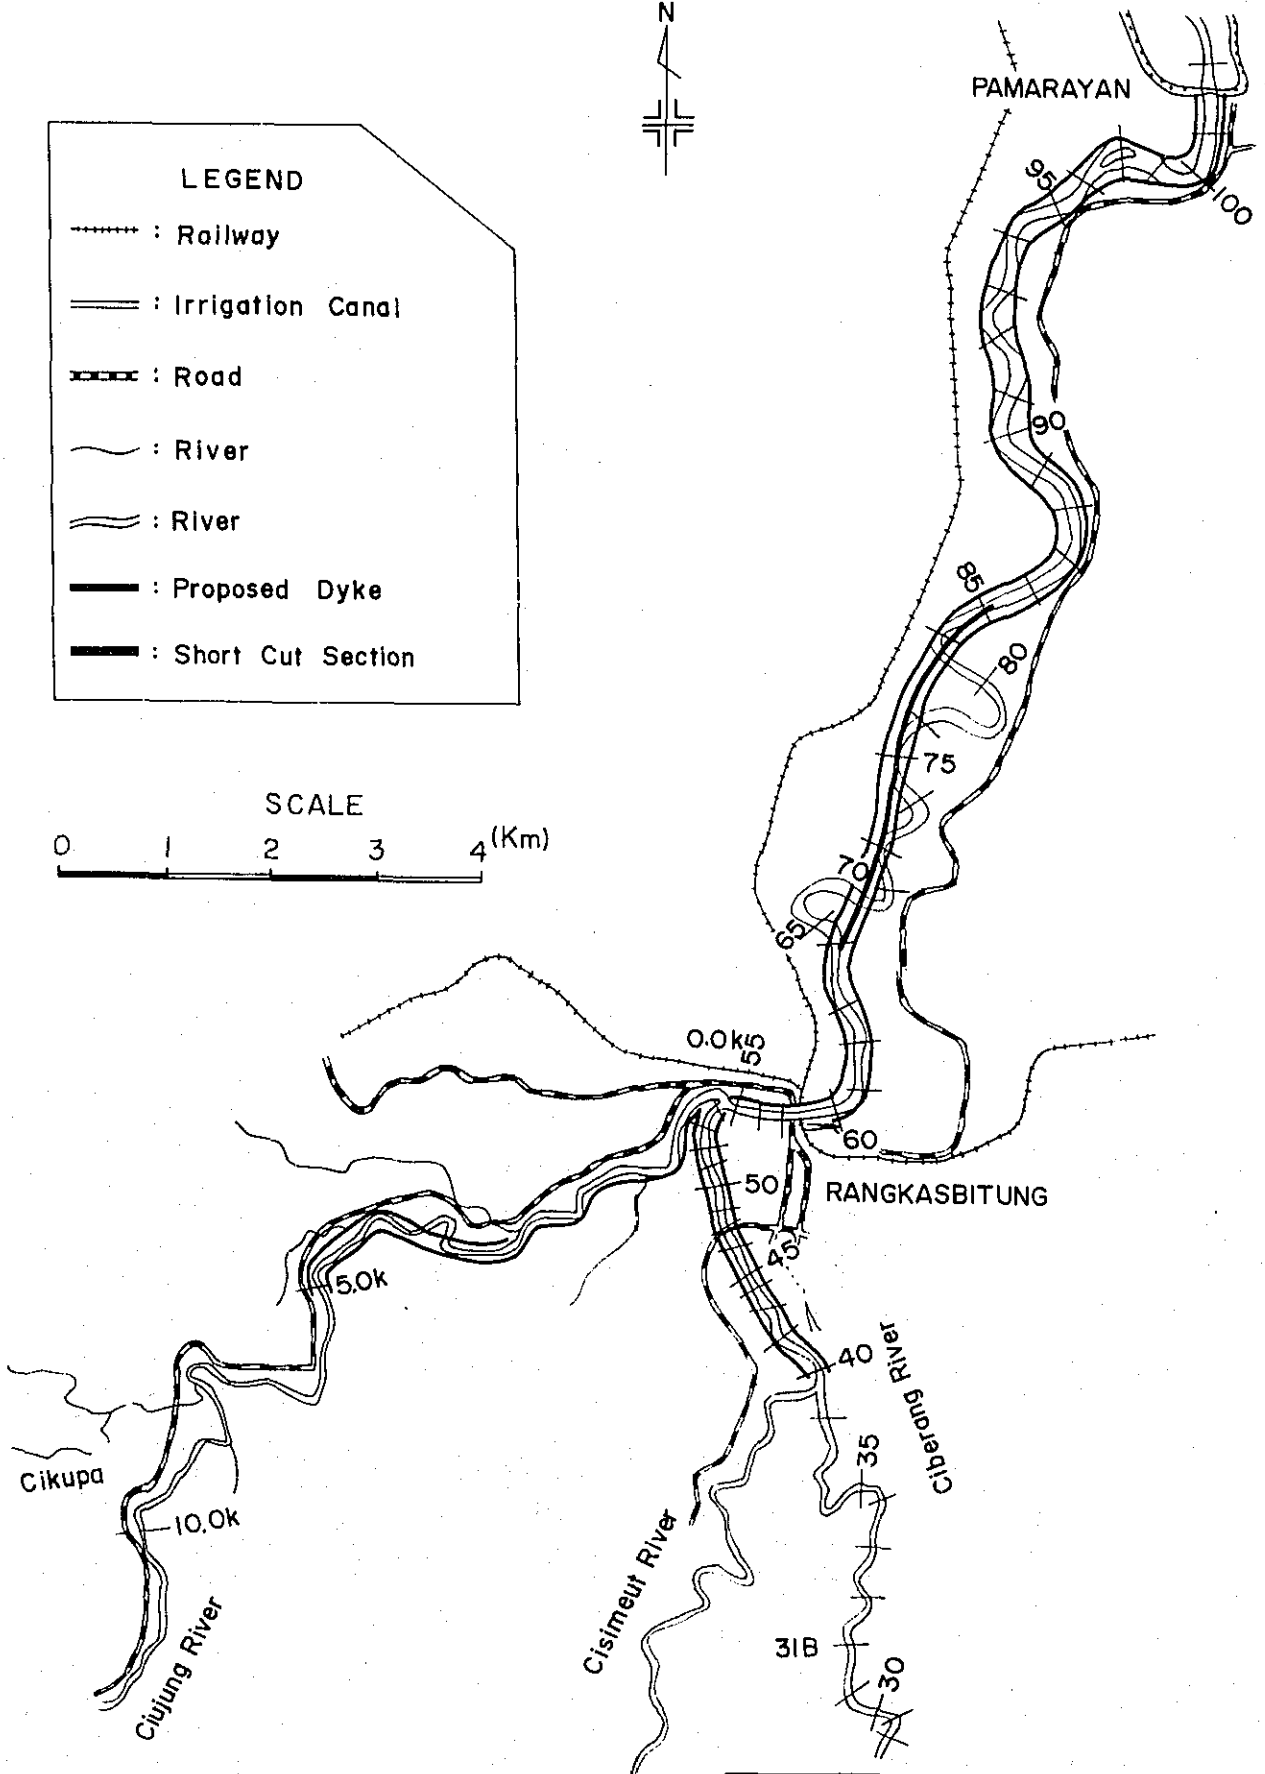 N
PAMARAYAN
LEGEND
: Railway
: Irrigation Canal
: Road
: River
: River
: Proposed Dyke
: Short Cut Section
95
100
90
85
80
75
SCALE
0 1 2 3 4 (Km)
70
65
0.0k
55
60
50
RANGKASBITUNG
45
5.0k
40
Ciberang River
35
Cikupa
10.0k
Cisimeut River
Ciujung River
31B
30